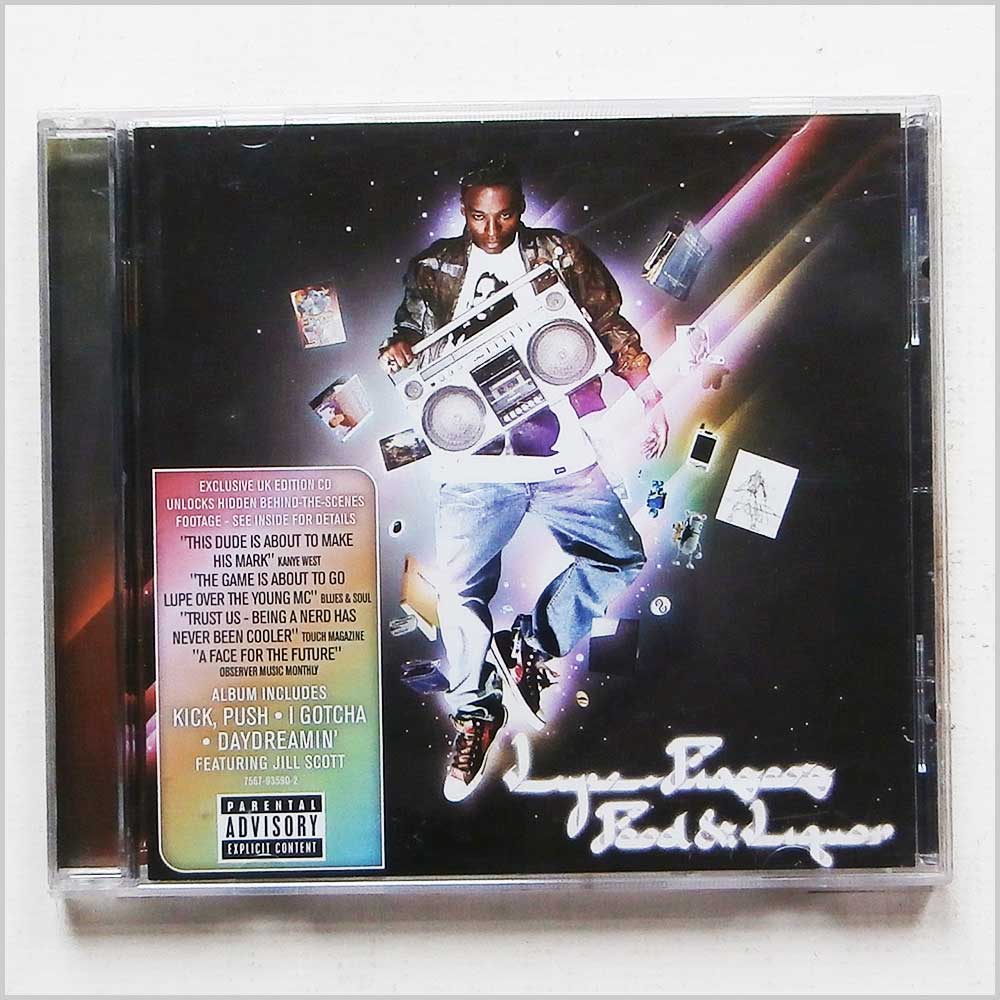 EXCLUSIVE UK EDITION CD
UNLOCKS HIDDEN BEHIND-THE-SCENES
FOOTAGE - SEE INSIDE FOR DETAILS
"THIS DUDE IS ABOUT TO MAKE
HIS MARK" KANYE WEST
"THE GAME IS ABOUT TO GO
LUPE OVER THE YOUNG MC" BLUES & SOUL
"TRUST US - BEING A NERD HAS
NEVER BEEN COOLER" TOUCH MAGAZINE
"A FACE FOR THE FUTURE"
OBSERVER MUSIC MONTHLY
ALBUM INCLUDES
KICK, PUSH • I GOTCHA
• DAYDREAMIN'
FEATURING JILL SCOTT
7567-93590-2
PARENTAL
ADVISORY
EXPLICIT CONTENT
Lupe Fiasco's
Food & Liquor